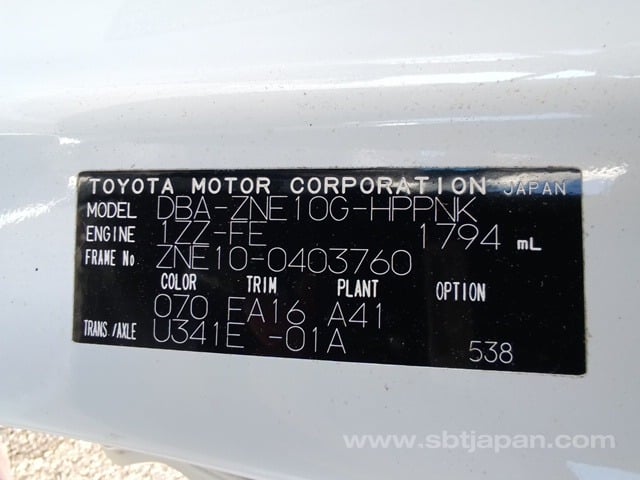 TOYOTA MOTOR CORPORATION JAPAN
MODEL DBA-ZNE10G-HPPNK
ENGINE 1ZZ-FE 1794 mL
FRAME No ZNE10-0403760
COLOR TRIM PLANT OPTION
070 FA16 A41
TRANS./AXLE U341E -01A
538
www.sbtjapan.com